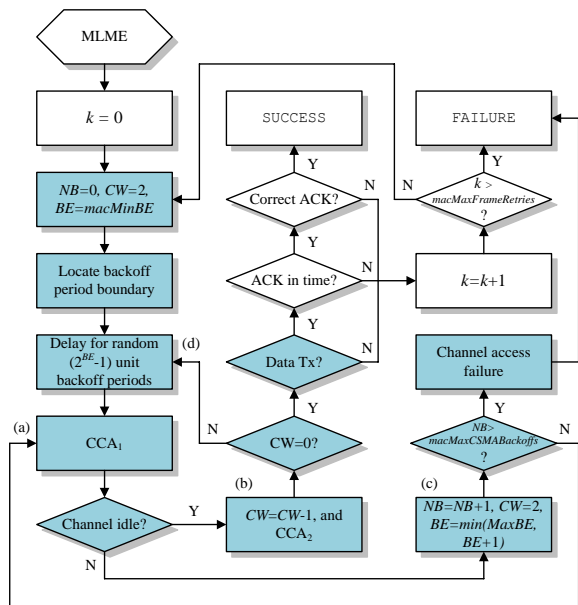 MLME
k = 0
SUCCESS
FAILURE
Y
Y
NB=0, CW=2,
BE=macMinBE
Correct ACK?
N
N
k >
macMaxFrameRetries
?
Y
Locate backoff
period boundary
ACK in time?
N
k=k+1
Y
Delay for random
(2^BE-1) unit
backoff periods
(d)
Data Tx?
N
Channel access
failure
Y
Y
(a)
CCA₁
N
CW=0?
NB>
macMaxCSMABackoffs
?
N
(b)
Y
(c)
Y
Channel idle?
Y
CW=CW-1, and
CCA₂
NB=NB+1, CW=2,
BE=min(MaxBE,
BE+1)
N